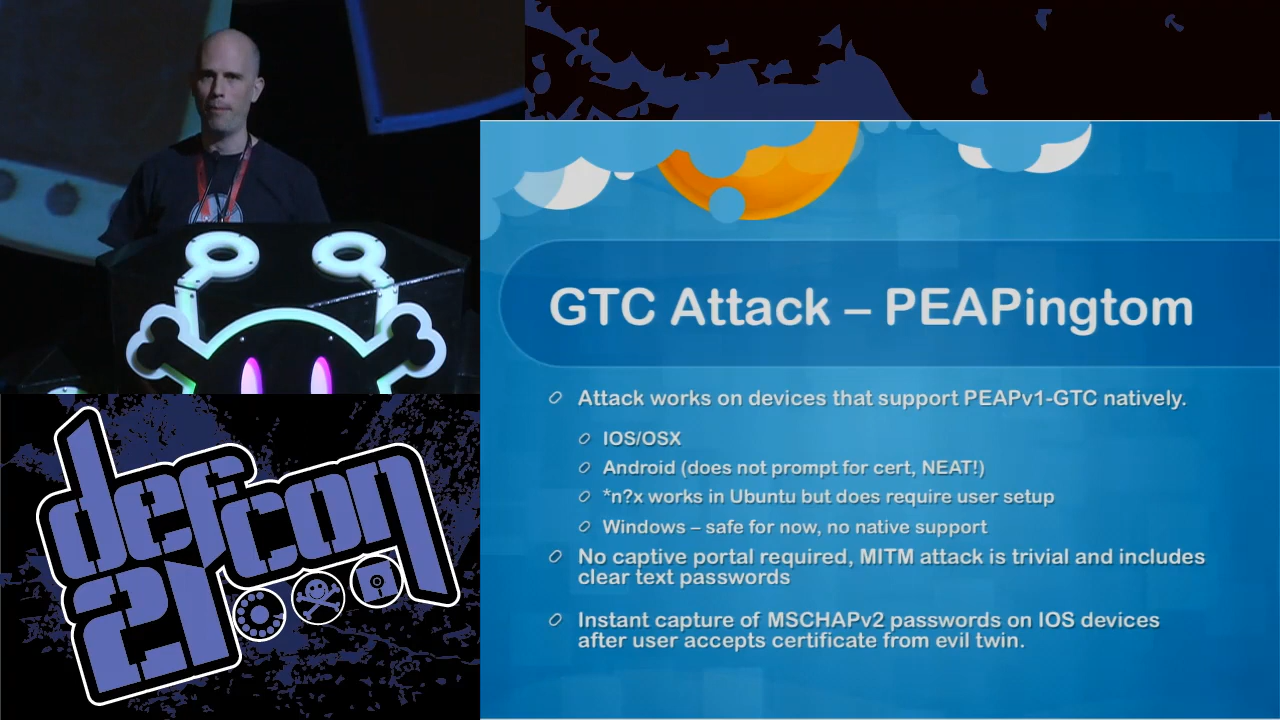 GTC Attack – PEAPingtom
Attack works on devices that support PEAPv1-GTC natively.
IOS/OSX
Android (does not prompt for cert, NEAT!)
*n?x works in Ubuntu but does require user setup
Windows – safe for now, no native support
No captive portal required, MITM attack is trivial and includes
clear text passwords
Instant capture of MSCHAPv2 passwords on IOS devices
after user accepts certificate from evil twin.
defcon
21